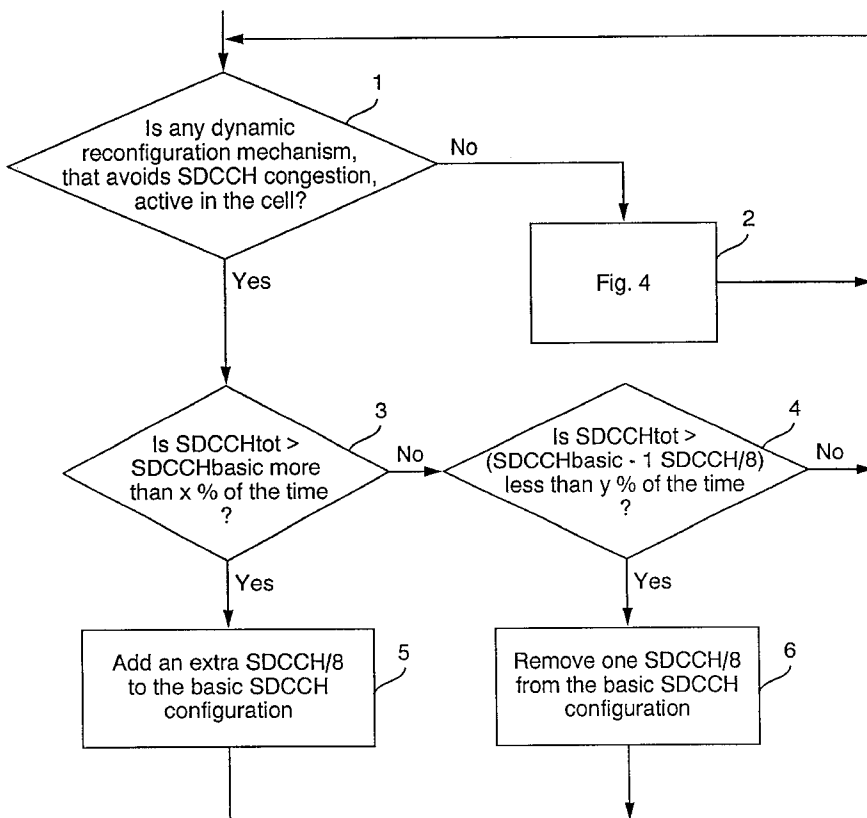 1
Is any dynamic
reconfiguration mechanism,
that avoids SDCCH congestion,
active in the cell?
No
Yes
2
Fig. 4
3
Is SDCCHtot >
SDCCHbasic more
than x % of the time
?
No
Yes
4
Is SDCCHtot >
(SDCCHbasic - 1 SDCCH/8)
less than y % of the time
?
No
Yes
Add an extra SDCCH/8
to the basic SDCCH
configuration
5
Remove one SDCCH/8
from the basic SDCCH
configuration
6